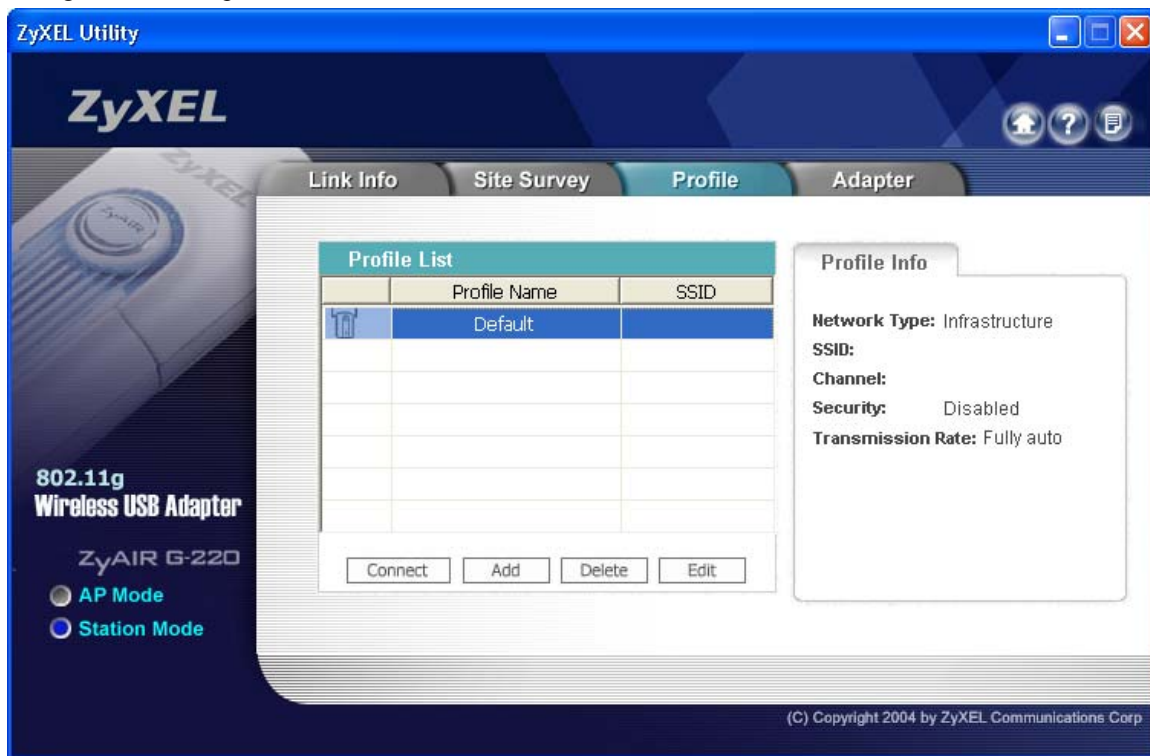 ZyXEL Utility
ZyXEL
ZyXEL
ZyAIR
Link Info
Site Survey
Profile
Adapter
Profile List
Profile Name SSID
Default
Connect
Add
Delete
Edit
Profile Info
Network Type: Infrastructure
SSID:
Channel:
Security: Disabled
Transmission Rate: Fully auto
802.11g
Wireless USB Adapter
ZyAIR G-220
AP Mode
Station Mode
(C) Copyright 2004 by ZyXEL Communications Corp